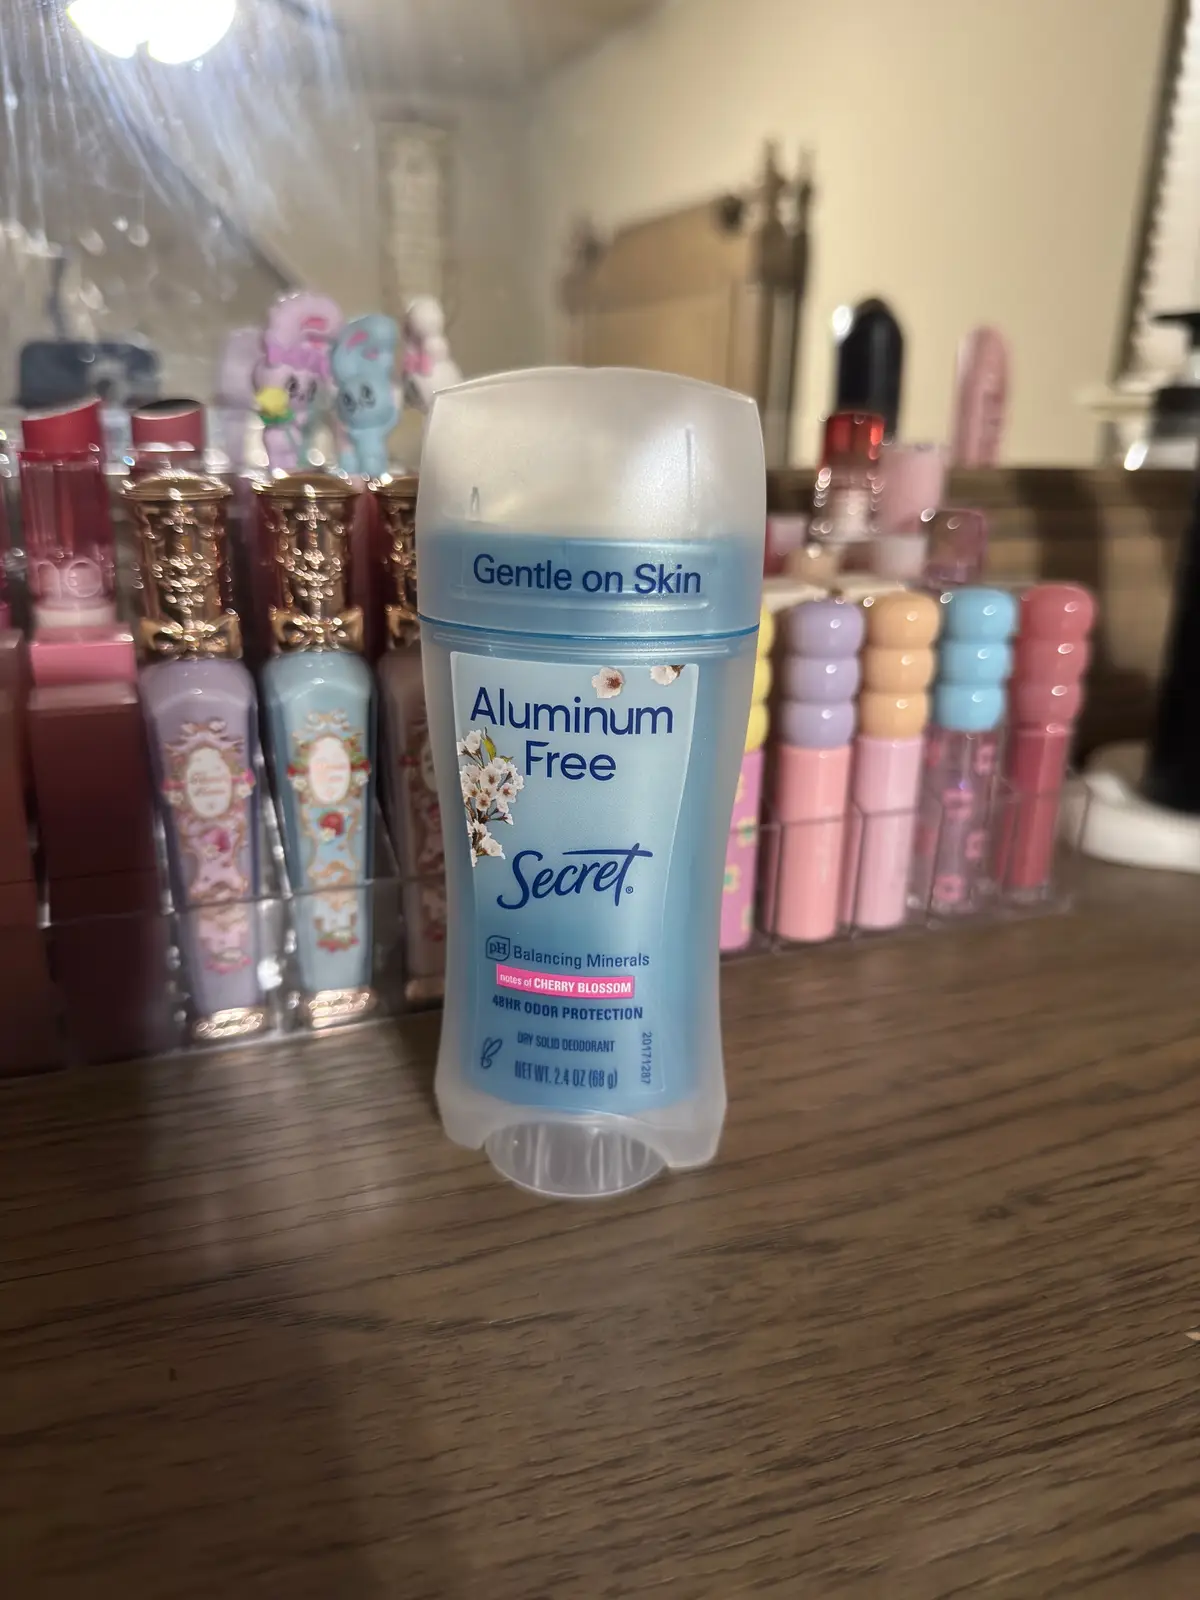 Gentle on Skin
Aluminum
Free
Secret®
pH Balancing Minerals
notes of CHERRY BLOSSOM
48HR ODOR PROTECTION
DRY SOLID DEODORANT
NET WT. 2.4 OZ (68 g)
20171287